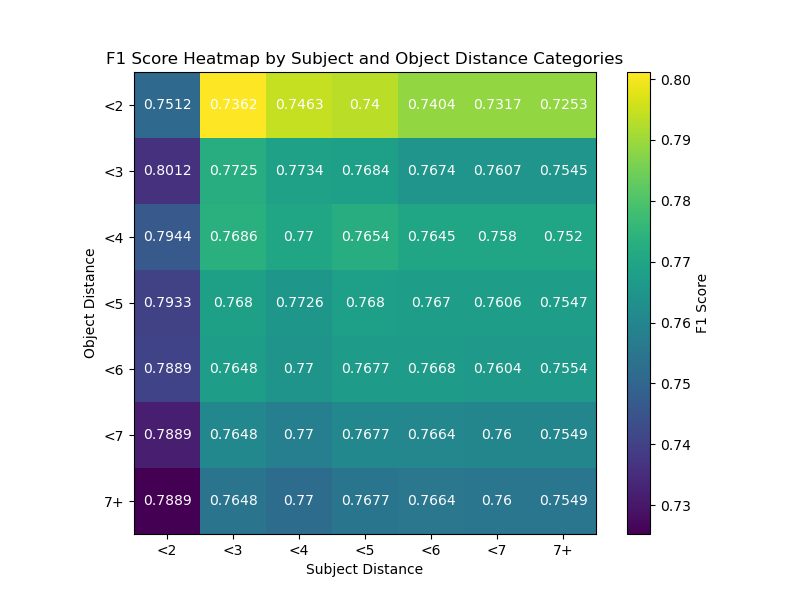 F1 Score Heatmap by Subject and Object Distance Categories
<2 0.7512 0.7362 0.7463 0.74 0.7404 0.7317 0.7253
<3 0.8012 0.7725 0.7734 0.7684 0.7674 0.7607 0.7545
<4 0.7944 0.7686 0.77 0.7654 0.7645 0.758 0.752
<5 0.7933 0.768 0.7726 0.768 0.767 0.7606 0.7547
<6 0.7889 0.7648 0.77 0.7677 0.7668 0.7604 0.7554
<7 0.7889 0.7648 0.77 0.7677 0.7664 0.76 0.7549
7+ 0.7889 0.7648 0.77 0.7677 0.7664 0.76 0.7549
<2 <3 <4 <5 <6 <7 7+
Subject Distance
Object Distance
0.80
0.79
0.78
0.77
0.76
0.75
0.74
0.73
F1 Score